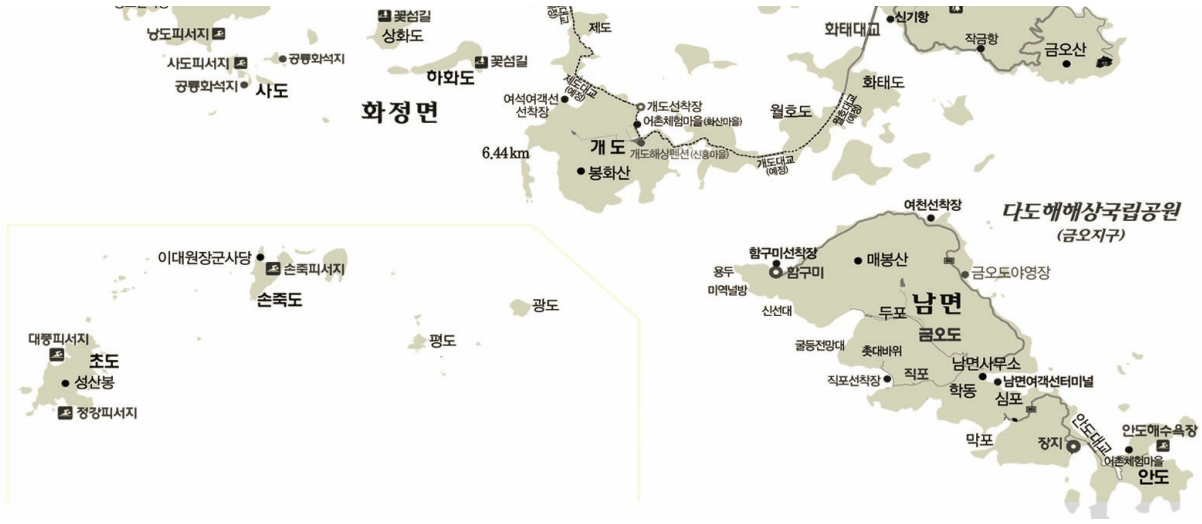 꽃섬길
제도
신기항
낭도피서지
상화도
화태대교
작금항
금오산
사도피서지
공룡화석지
꽃섬길
하화도
공룡화석지
사도
제도대교
(예정)
화태도
여석여객선
선착장
개도선착장
월호도
월호대교
(예정)
화정면
어촌체험마을(화산마을)
6.44km
개도
개도해상펜션(신흥마을)
개도대교
(예정)
봉화산
여천선착장
다도해해상국립공원
(금오지구)
이대원장군사당
손죽피서지
손죽도
함구미선착장
매봉산
용두
함구미
금오도야영장
미역널방
남면
신선대
두포
금오도
광도
평도
대풍피서지
초도
성산봉
정강피서지
굴등전망대
촛대바위
남면사무소
직포선착장
직포
학동
남면여객선터미널
심포
안도대교
막포
장지
안도해수욕장
어촌체험마을
안도